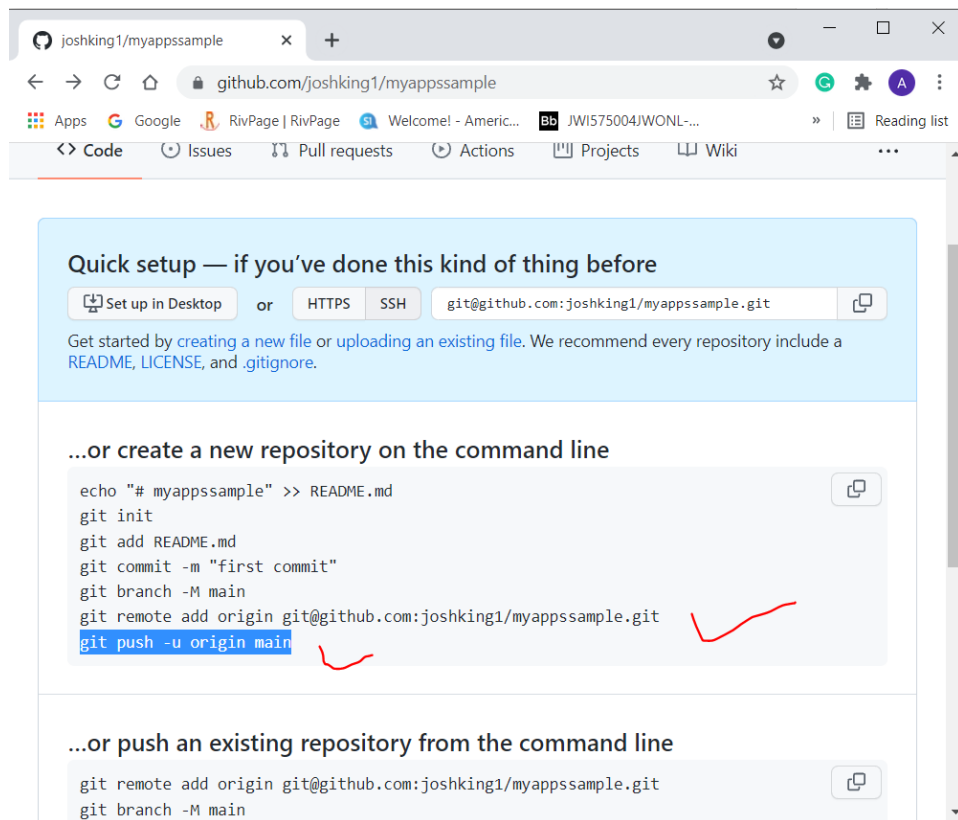 joshking1/myappssample
github.com/joshking1/myappssample
A
Apps Google RivPage | RivPage Welcome! - Americ... Bb JWI575004JWONL-... » Reading list
<> Code Issues Pull requests Actions Projects Wiki ...
Quick setup — if you’ve done this kind of thing before
Set up in Desktop or HTTPS SSH git@github.com:joshking1/myappssample.git
Get started by creating a new file or uploading an existing file. We recommend every repository include a
README, LICENSE, and .gitignore.
...or create a new repository on the command line
echo "# myappssample" >> README.md
git init
git add README.md
git commit -m "first commit"
git branch -M main
git remote add origin git@github.com:joshking1/myappssample.git
git push -u origin main
...or push an existing repository from the command line
git remote add origin git@github.com:joshking1/myappssample.git
git branch -M main